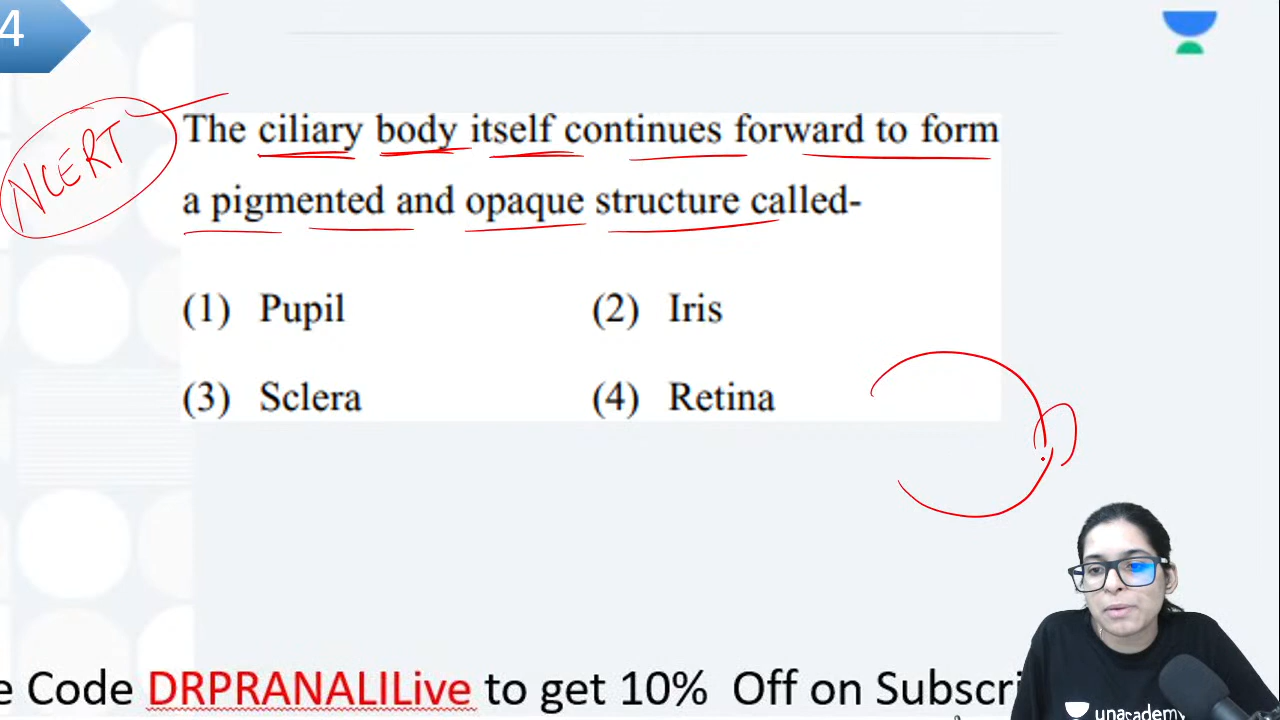 4
NCERT
The ciliary body itself continues forward to form
a pigmented and opaque structure called-
(1) Pupil (2) Iris
(3) Sclera (4) Retina
e Code DRPRANALILive to get 10% Off on Subscri
unacademy